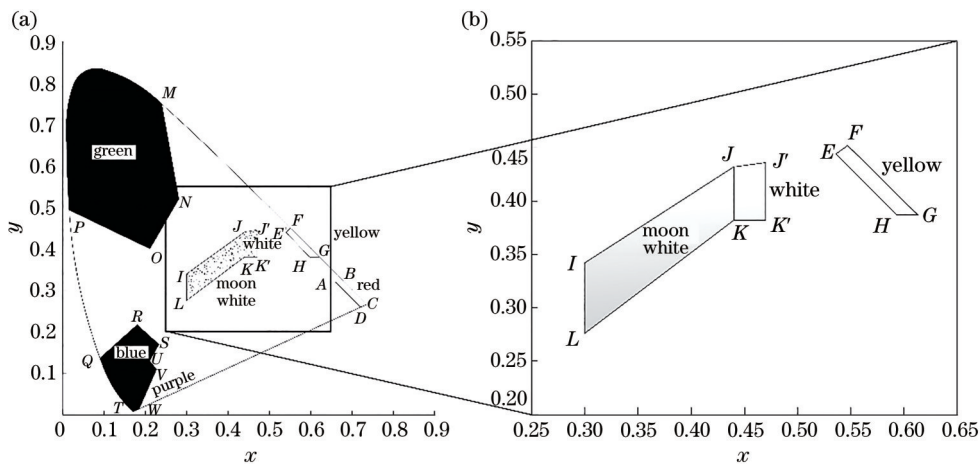 (a)
0.9
0.8
0.7
0.6
0.5
0.4
0.3
0.2
0.1
y
0 0.1 0.2 0.3 0.4 0.5 0.6 0.7 0.8 0.9
x
M
green
N
P
O
J J′
E F
white
yellow
I
K K′
H G
L
moon
white
A B
red
C
D
R
Q
blue
S
U
V
purple
T W
(b)
0.55
0.50
0.45
0.40
0.35
0.30
0.25
0.20
y
0.25 0.30 0.35 0.40 0.45 0.50 0.55 0.60 0.65
x
F
J J′
E
yellow
white
moon
white
K K′
H G
I
L